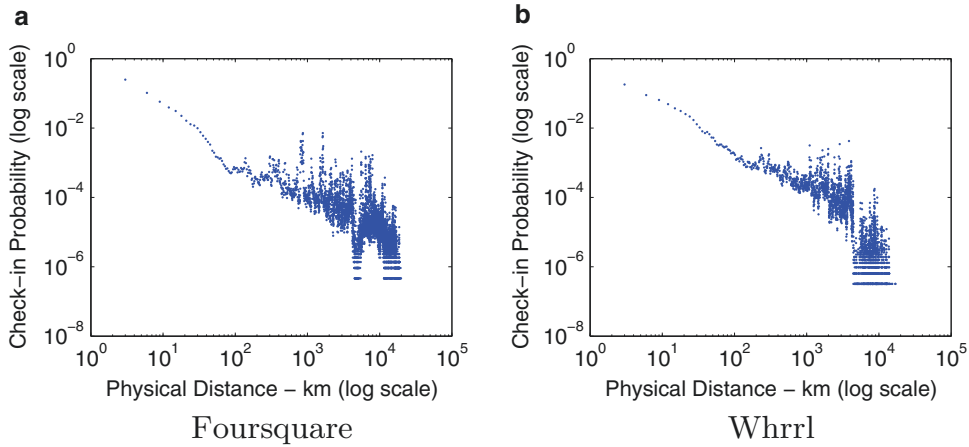 a
Check−in Probability (log scale)
10^0
10^−2
10^−4
10^−6
10^−8
10^0 10^1 10^2 10^3 10^4 10^5
Physical Distance − km (log scale)
Foursquare
b
Check−in Probability (log scale)
10^0
10^−2
10^−4
10^−6
10^−8
10^0 10^1 10^2 10^3 10^4 10^5
Physical Distance − km (log scale)
Whrrl